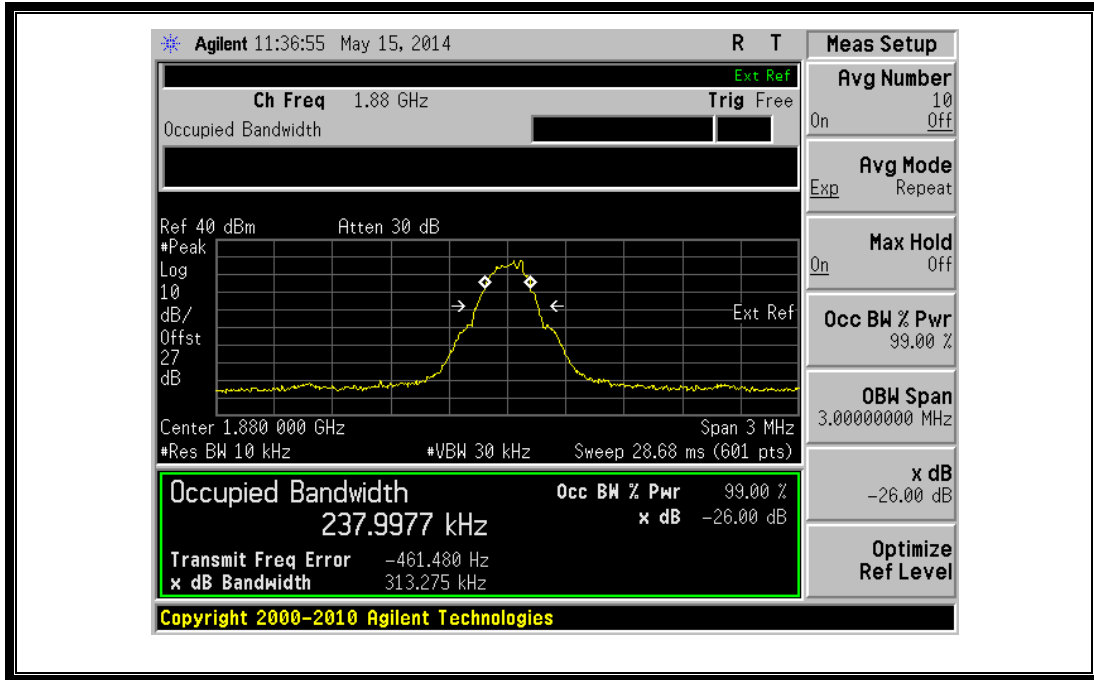 Agilent 11:36:55 May 15, 2014 R T
Ext Ref
Ch Freq 1.88 GHz Trig Free
Occupied Bandwidth
Ref 40 dBm Atten 30 dB
#Peak
Log
10
dB/
Offst
27
dB
Ext Ref
Center 1.880 000 GHz Span 3 MHz
#Res BW 10 kHz #VBW 30 kHz Sweep 28.68 ms (601 pts)
Occupied Bandwidth Occ BW % Pwr 99.00 %
237.9977 kHz x dB -26.00 dB
Transmit Freq Error -461.480 Hz
x dB Bandwidth 313.275 kHz
Copyright 2000-2010 Agilent Technologies
Meas Setup
Avg Number
10
On Off
Avg Mode
Exp Repeat
Max Hold
On Off
Occ BW % Pwr
99.00 %
OBW Span
3.00000000 MHz
x dB
-26.00 dB
Optimize
Ref Level